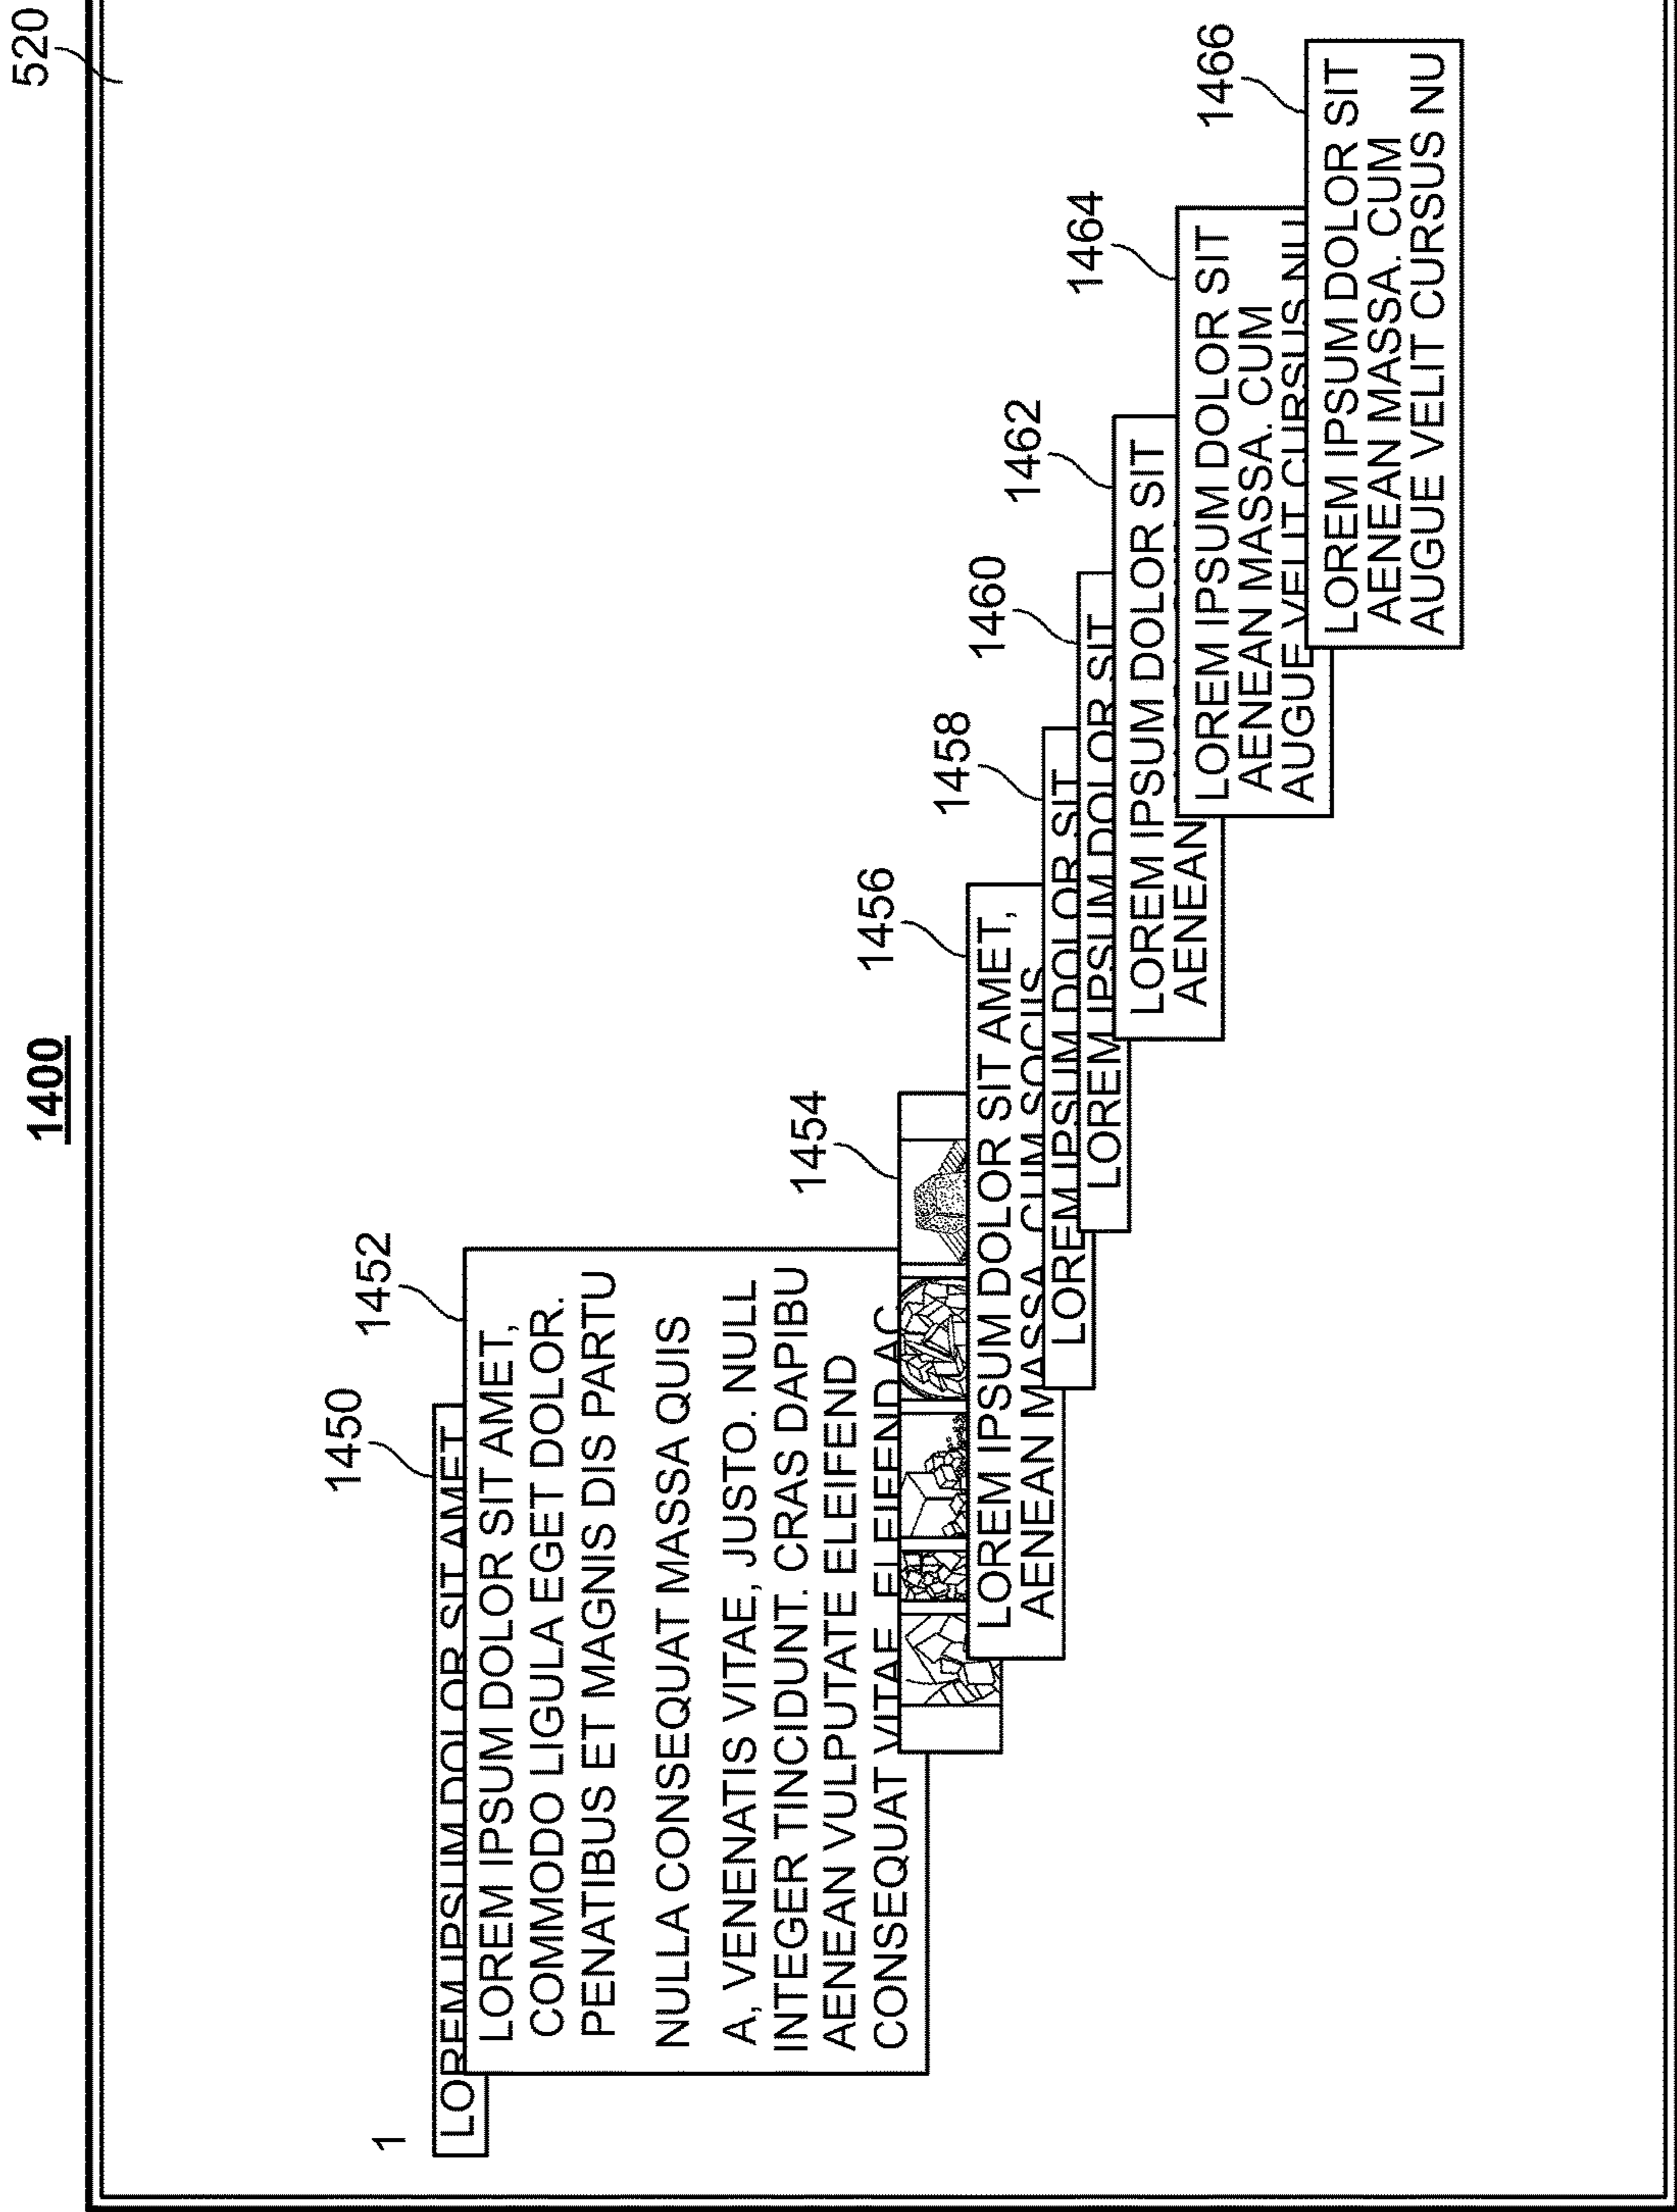 1400
520
1
1450
LOREM IPSUM DOLOR SIT AMET
1452
LOREM IPSUM DOLOR SIT AMET,
COMMODO LIGULA EGET DOLOR.
PENATIBUS ET MAGNIS DIS PARTU
NULLA CONSEQUAT MASSA QUIS
A, VENENATIS VITAE, JUSTO. NULL
INTEGER TINCIDUNT. CRAS DAPIBU
AENEAN VULPUTATE ELEIFEND
CONSEQUAT VITAE, ELEIFEND AC
1454
1456
LOREM IPSUM DOLOR SIT AMET,
AENEAN MASSA. CUM SOCIIS
1458
LOREM IPSUM DOLOR SIT
1460
LOREM IPSUM DOLOR SIT
1462
LOREM IPSUM DOLOR SIT
AENEAN
1464
LOREM IPSUM DOLOR SIT
AENEAN MASSA. CUM
AUGUE VELIT CURSUS NU
1466
LOREM IPSUM DOLOR SIT
AENEAN MASSA. CUM
AUGUE VELIT CURSUS NU